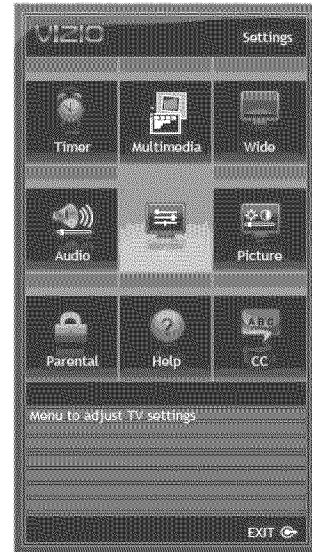 VIZIO
Settings
Timer
Multimedia
Wide
Audio
Picture
Parental
Help
ABC
CC
Menu to adjust TV settings
EXIT